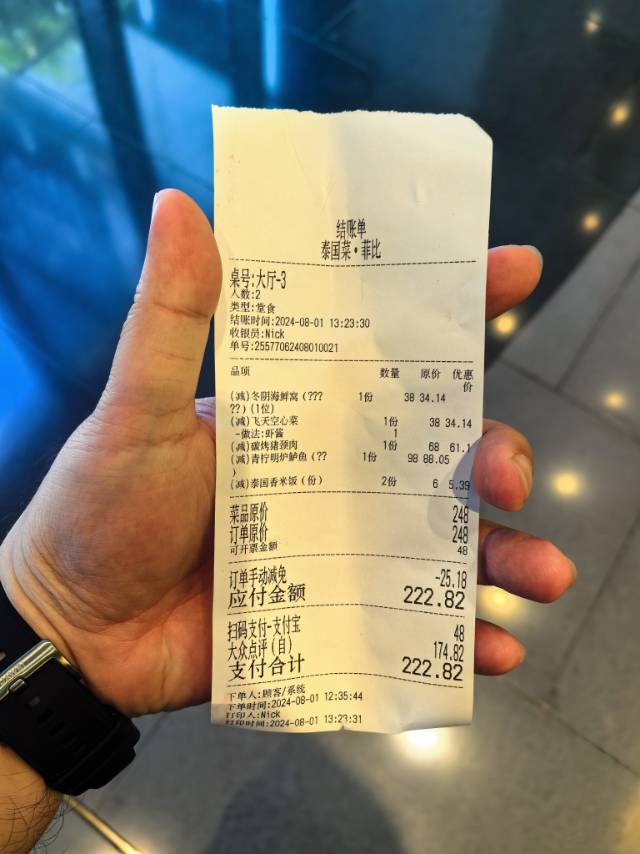 结账单
泰国菜•菲比
桌号:大厅-3
人数:2
类型:堂食
结账时间:2024-08-01 13:23:30
收银员:Nick
单号:25577062408010021
品项 数量 原价 优惠
价
(减)冬阴海鲜窝(??? 1份 38 34.14
??)(1位)
(减)飞天空心菜 1份 38 34.14
-做法:虾酱 1
(减)碳烤猪颈肉 1份 68 61.1
(减)青柠明炉鲈鱼(?? 1份 98 88.05
)
(减)泰国香米饭(份) 2份 6 5.39
菜品原价 248
订单原价 248
可开票金额 48
订单手动减免 -25.18
应付金额 222.82
扫码支付-支付宝 48
大众点评(自) 174.82
支付合计 222.82
下单人:顾客/系统
下单时间:2024-08-01 12:35:44
打印人:Nick
打印时间:2024-08-01 13:23:31